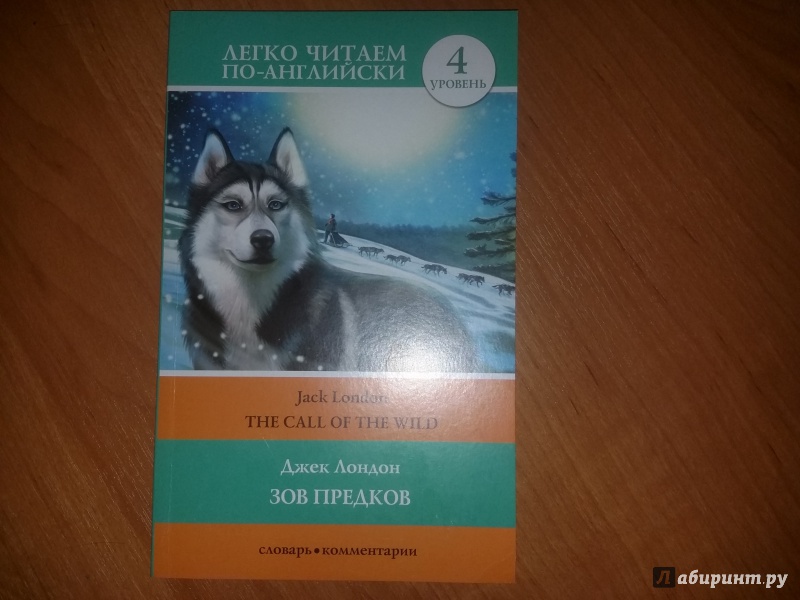 ЛЕГКО ЧИТАЕМ
ПО-АНГЛИЙСКИ
4
УРОВЕНЬ
Jack London
THE CALL OF THE WILD
Джек Лондон
ЗОВ ПРЕДКОВ
словарь • комментарии
Лабиринт.ру